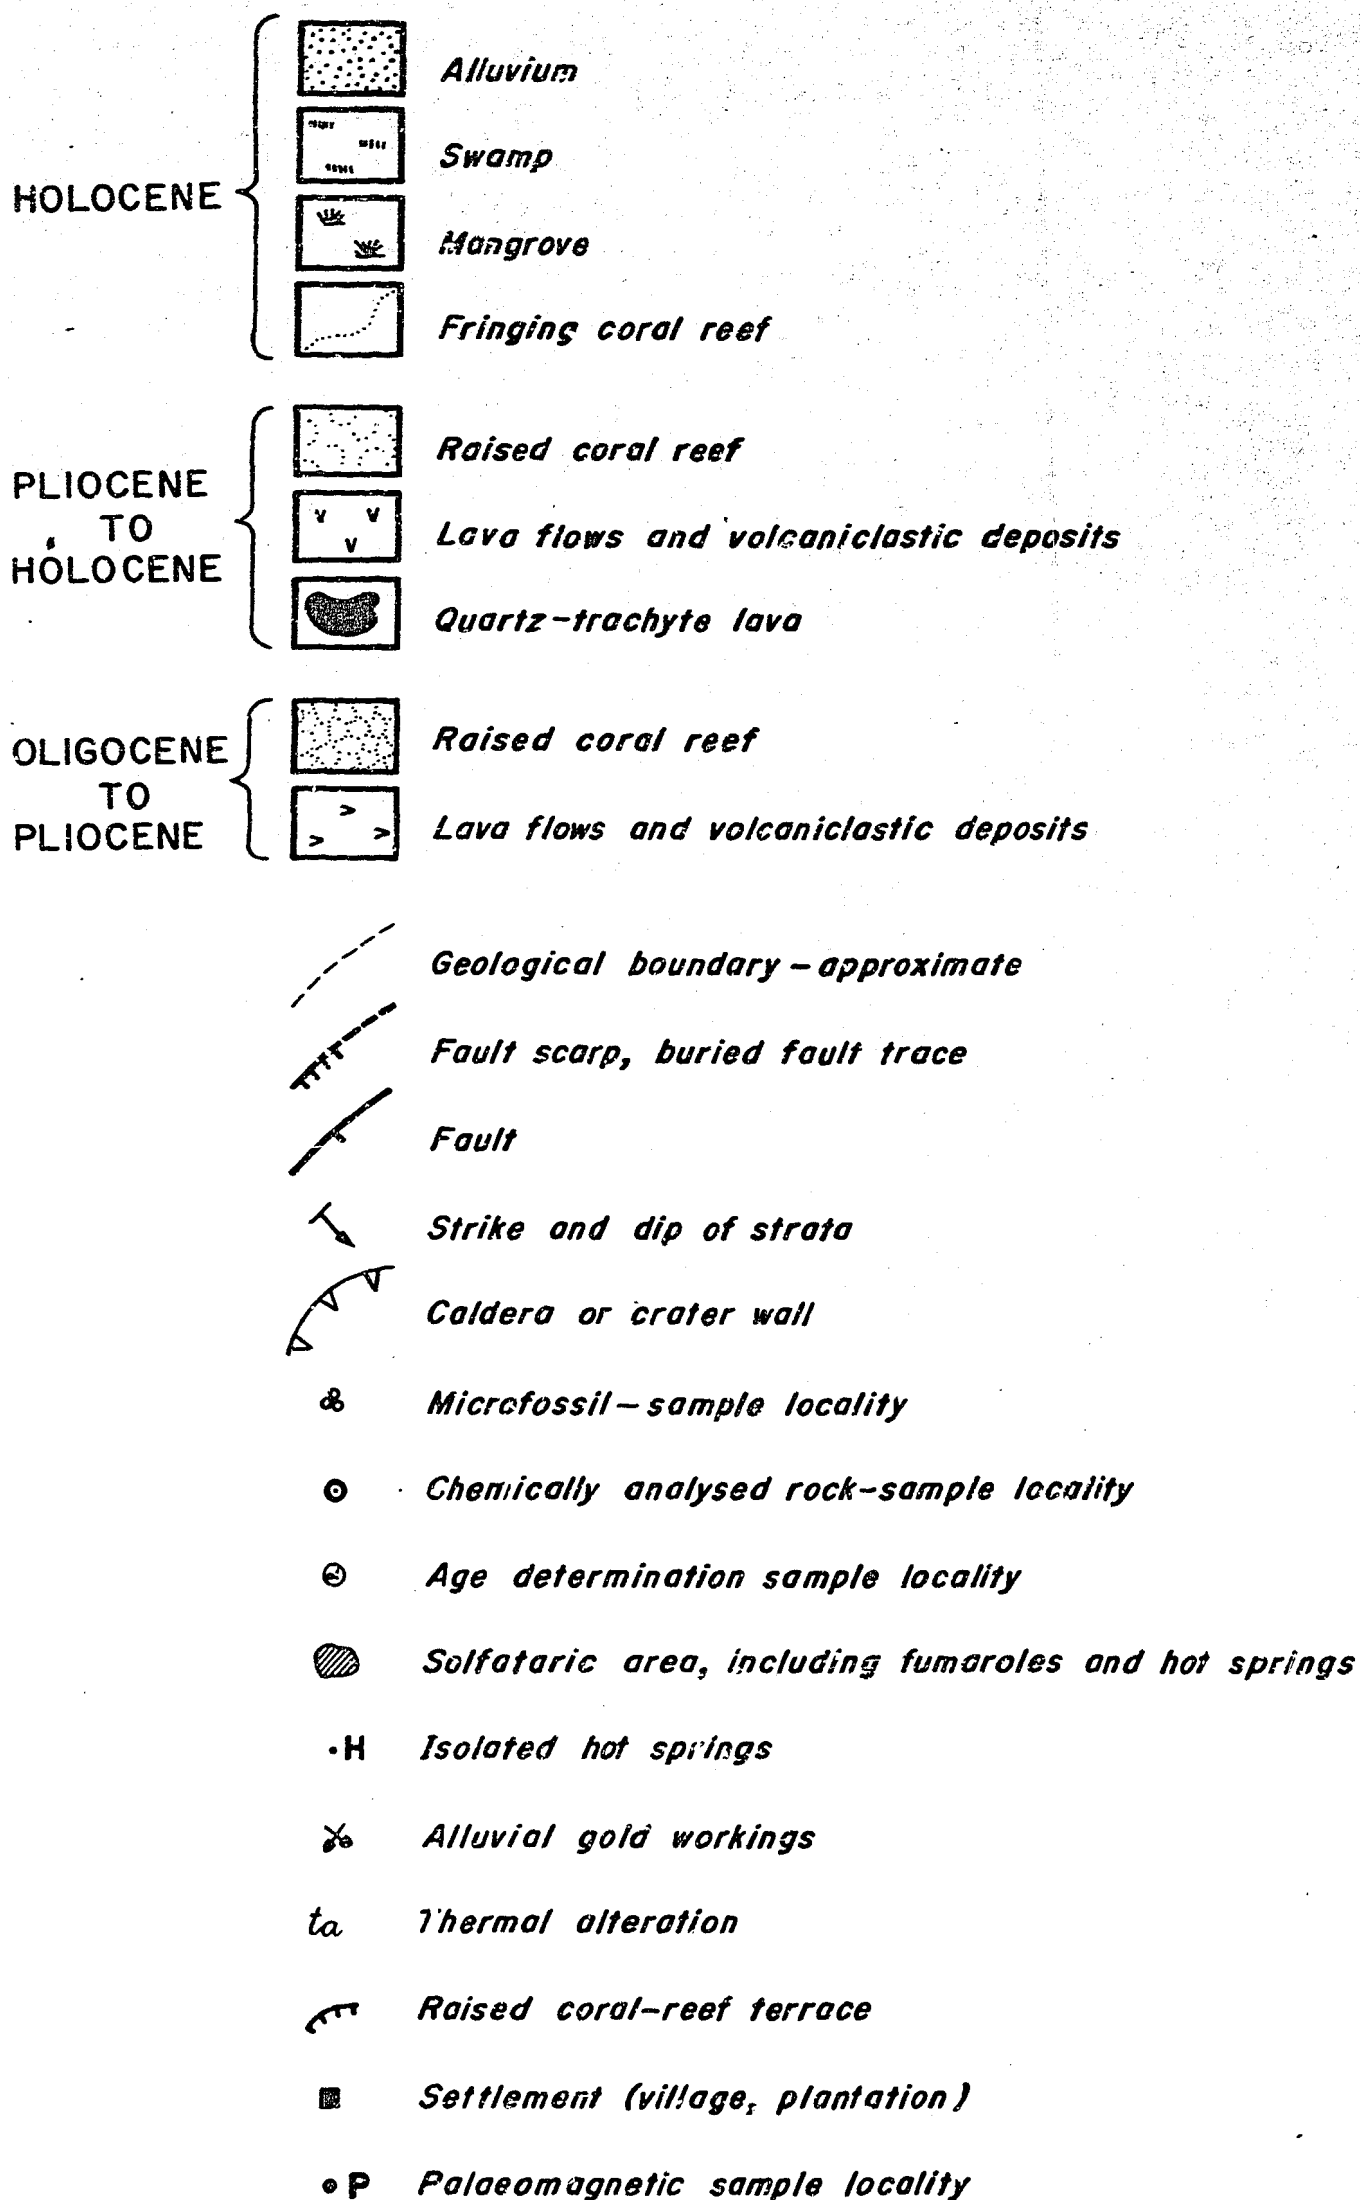 HOLOCENE
Alluvium
Swamp
Mangrove
Fringing coral reef
PLIOCENE
TO
HOLOCENE
Raised coral reef
Lava flows and volcaniclastic deposits
Quartz-trachyte lava
OLIGOCENE
TO
PLIOCENE
Raised coral reef
Lava flows and volcaniclastic deposits
Geological boundary – approximate
Fault scarp, buried fault trace
Fault
Strike and dip of strata
Caldera or crater wall
Microfossil – sample locality
Chemically analysed rock-sample locality
Age determination sample locality
Solfataric area, including fumaroles and hot springs
H Isolated hot springs
Alluvial gold workings
ta Thermal alteration
Raised coral-reef terrace
Settlement (village, plantation)
P Palaeomagnetic sample locality